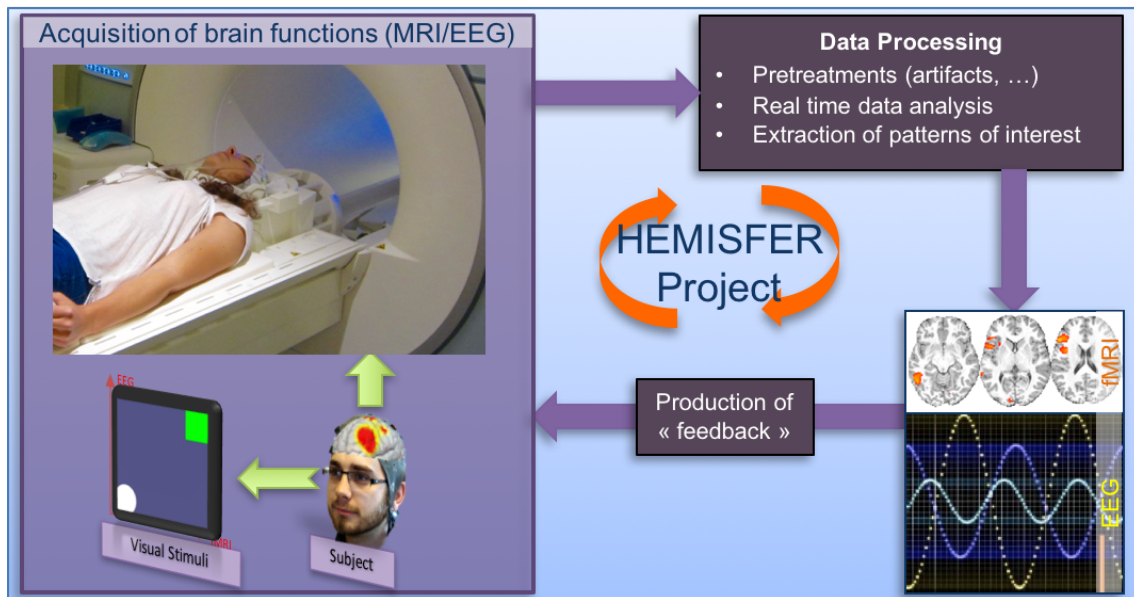 Acquisition of brain functions (MRI/EEG)
Data Processing
• Pretreatments (artifacts, …)
• Real time data analysis
• Extraction of patterns of interest
HEMISFER
Project
fMRI
EEG
Production of
« feedback »
EEG
fMRI
Visual Stimuli
Subject